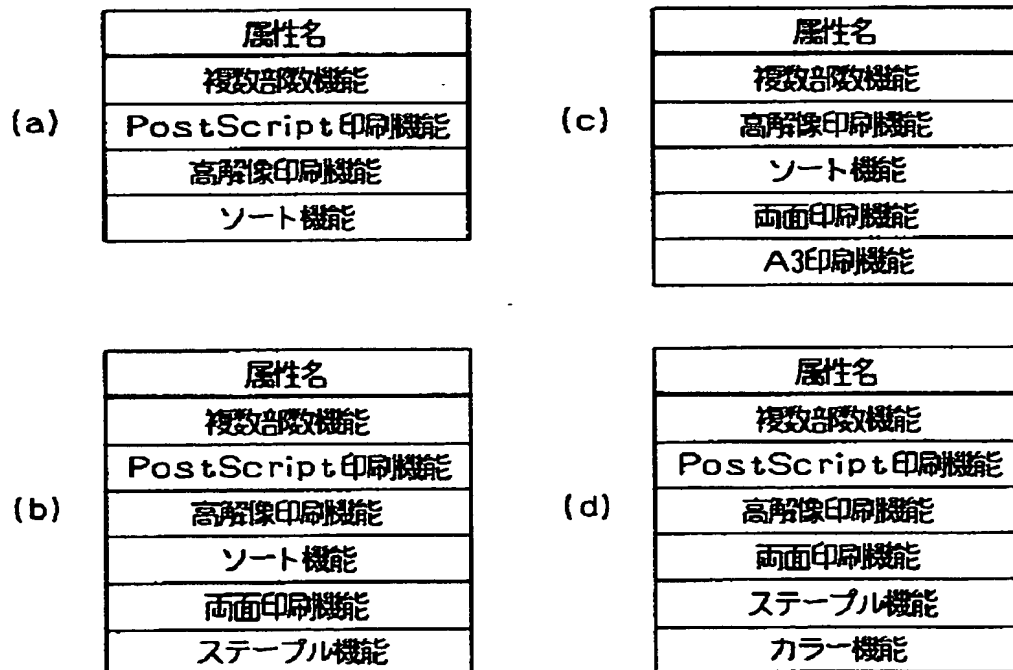 (a)
属性名
複数部数機能
PostScript印刷機能
高解像印刷機能
ソート機能
(b)
属性名
複数部数機能
PostScript印刷機能
高解像印刷機能
ソート機能
両面印刷機能
ステープル機能
(c)
属性名
複数部数機能
高解像印刷機能
ソート機能
両面印刷機能
A3印刷機能
(d)
属性名
複数部数機能
PostScript印刷機能
高解像印刷機能
両面印刷機能
ステープル機能
カラー機能